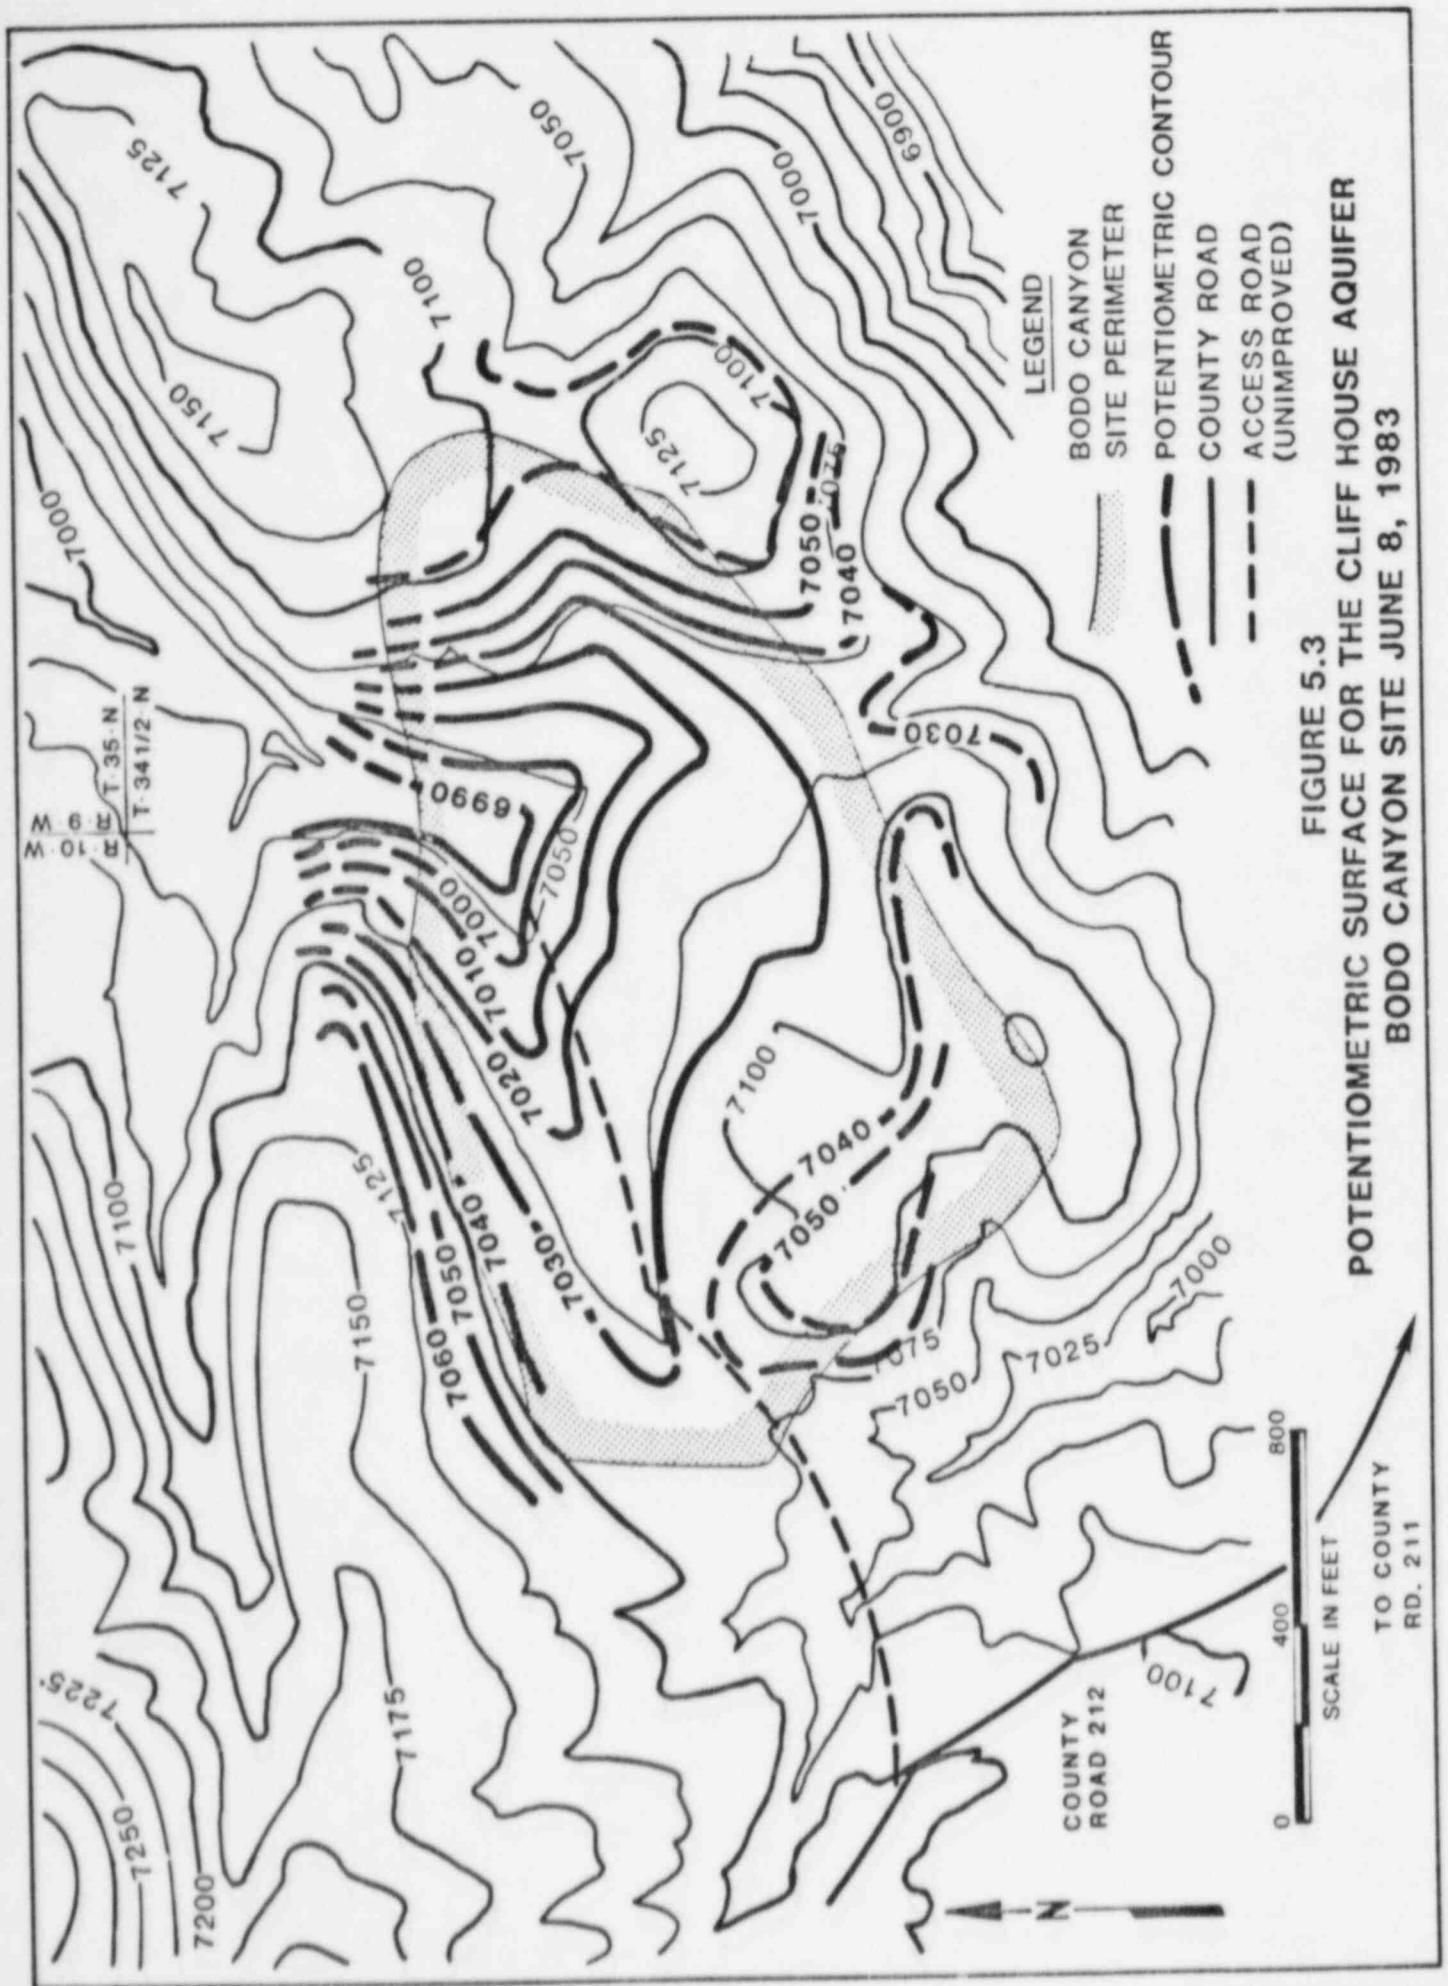 7250
7225'
7200
7175
7150
7100
7125
7060
7050
7040
7030
7020
7010
7000
6990
7050
R·10·W
R·9·W
T·35·N
T·341/2·N
7000
7150
7125
7100
7050
7000
6900
7125
7100
7050
7040
7030
7100
7040
7050
7075
7050
7025
7000
7100
COUNTY
ROAD 212
N
0
400
800
SCALE IN FEET
TO COUNTY
RD. 211
LEGEND
BODO CANYON
SITE PERIMETER
POTENTIOMETRIC CONTOUR
COUNTY ROAD
ACCESS ROAD
(UNIMPROVED)
FIGURE 5.3
POTENTIOMETRIC SURFACE FOR THE CLIFF HOUSE AQUIFER
BODO CANYON SITE JUNE 8, 1983